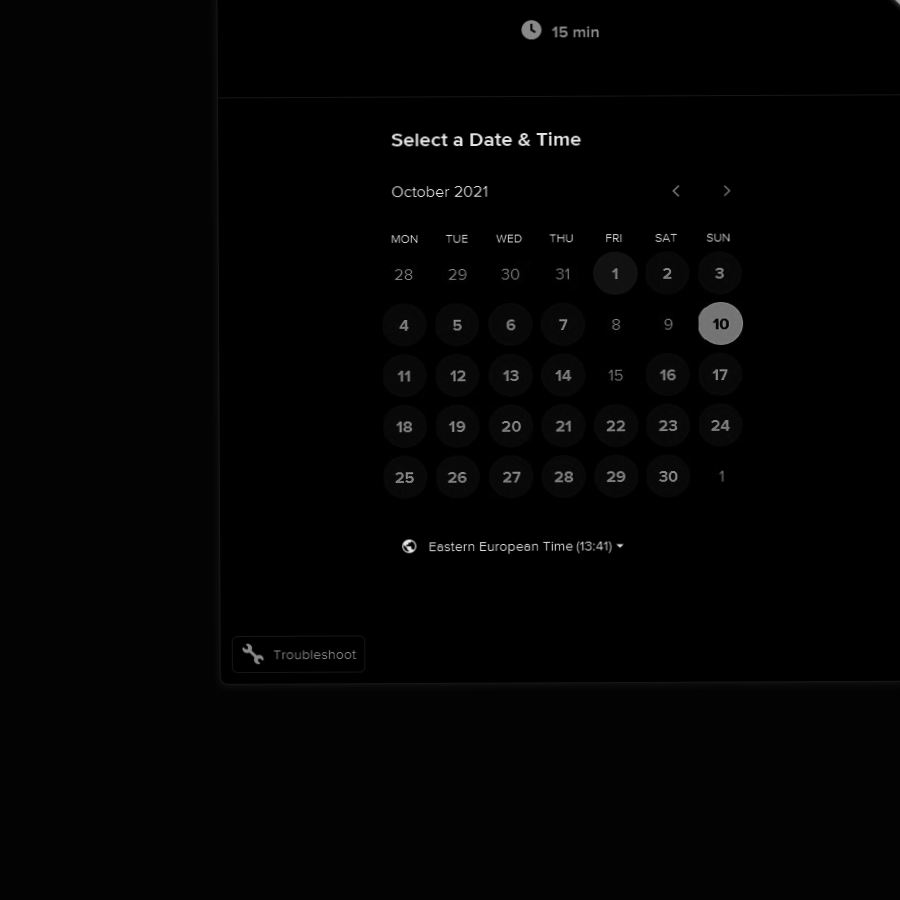 15 min
Select a Date & Time
October 2021
MON TUE WED THU FRI SAT SUN
28 29 30 31 1 2 3
4 5 6 7 8 9 10
11 12 13 14 15 16 17
18 19 20 21 22 23 24
25 26 27 28 29 30 1
Eastern European Time (13:41)
Troubleshoot